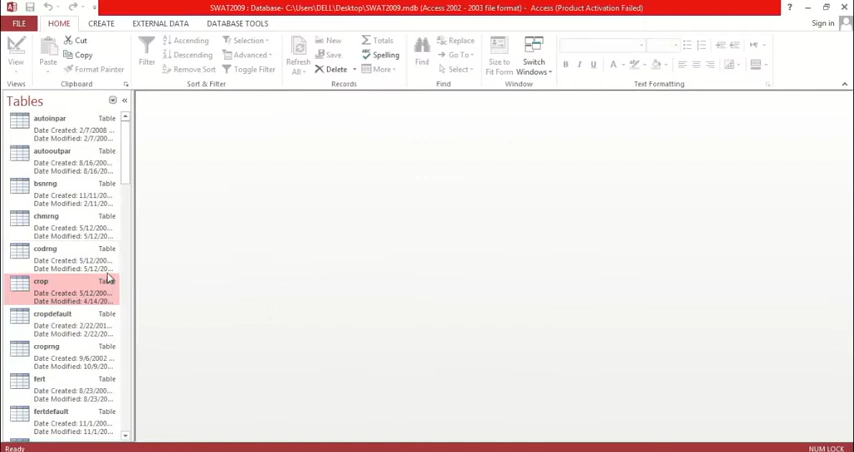 SWAT2009 : Database- C:\Users\DELL\Desktop\SWAT2009.mdb (Access 2002 - 2003 file format) - Access (Product Activation Failed)
FILE HOME CREATE EXTERNAL DATA DATABASE TOOLS Sign in
View
Views
Paste
Cut
Copy
Format Painter
Clipboard
Filter
Ascending
Descending
Remove Sort
Selection
Advanced
Toggle Filter
Sort & Filter
Refresh
All
New
Save
Delete
Totals
Spelling
More
Records
Find
Replace
Go To
Select
Find
Size to
Fit Form
Switch
Windows
Window
B I U
A
Text Formatting
Tables
autoinpar Table
Date Created: 2/7/2008 ...
Date Modified: 2/7/200...
autooutpar Table
Date Created: 8/16/200...
Date Modified: 8/16/20...
bsnrng Table
Date Created: 11/11/20...
Date Modified: 2/11/20...
chmrng Table
Date Created: 5/12/200...
Date Modified: 5/12/20...
codrng Table
Date Created: 5/12/200...
Date Modified: 5/12/20...
crop Table
Date Created: 5/12/200...
Date Modified: 4/14/20...
cropdefault Table
Date Created: 2/22/201...
Date Modified: 2/22/20...
croprng Table
Date Created: 9/6/2002 ...
Date Modified: 10/9/20...
fert Table
Date Created: 8/23/200...
Date Modified: 8/23/20...
fertdefault Table
Date Created: 11/1/200...
Date Modified: 11/1/20...
Ready NUM LOCK